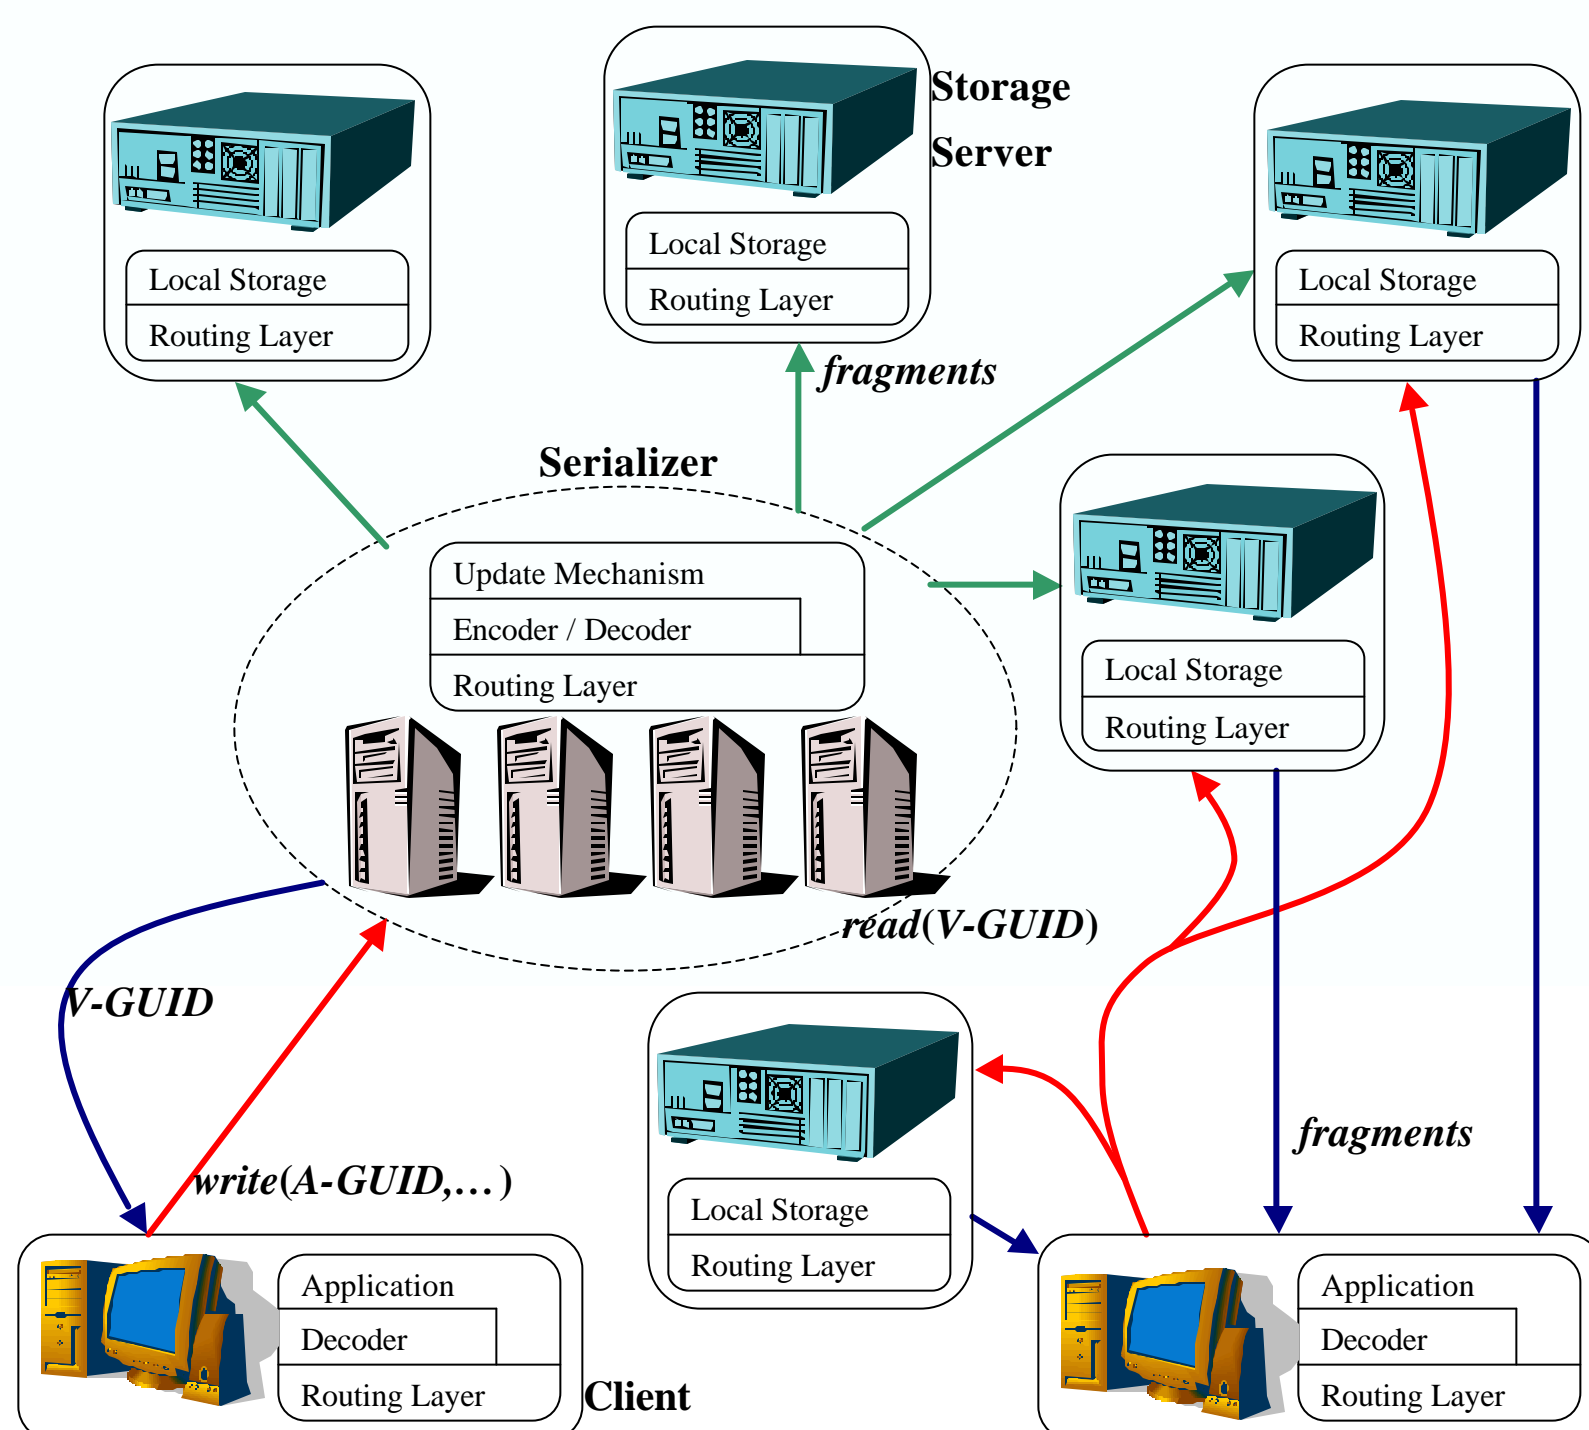 Storage
Server
Local Storage
Routing Layer
Local Storage
Routing Layer
Local Storage
Routing Layer
fragments
Serializer
Update Mechanism
Encoder / Decoder
Routing Layer
Local Storage
Routing Layer
read(V-GUID)
V-GUID
write(A-GUID,...)
fragments
Local Storage
Routing Layer
Application
Decoder
Routing Layer
Client
Application
Decoder
Routing Layer